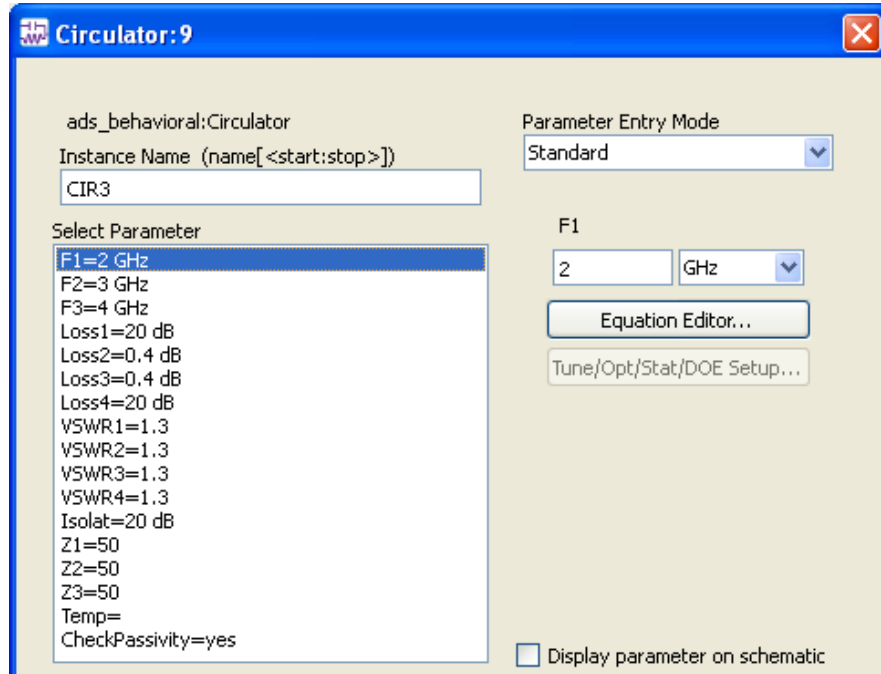 Circulator:9
ads_behavioral:Circulator
Instance Name (name[<start:stop>])
CIR3
Select Parameter
F1=2 GHz
F2=3 GHz
F3=4 GHz
Loss1=20 dB
Loss2=0.4 dB
Loss3=0.4 dB
Loss4=20 dB
VSWR1=1.3
VSWR2=1.3
VSWR3=1.3
VSWR4=1.3
Isolat=20 dB
Z1=50
Z2=50
Z3=50
Temp=
CheckPassivity=yes
Parameter Entry Mode
Standard
F1
2 GHz
Equation Editor...
Tune/Opt/Stat/DOE Setup...
Display parameter on schematic